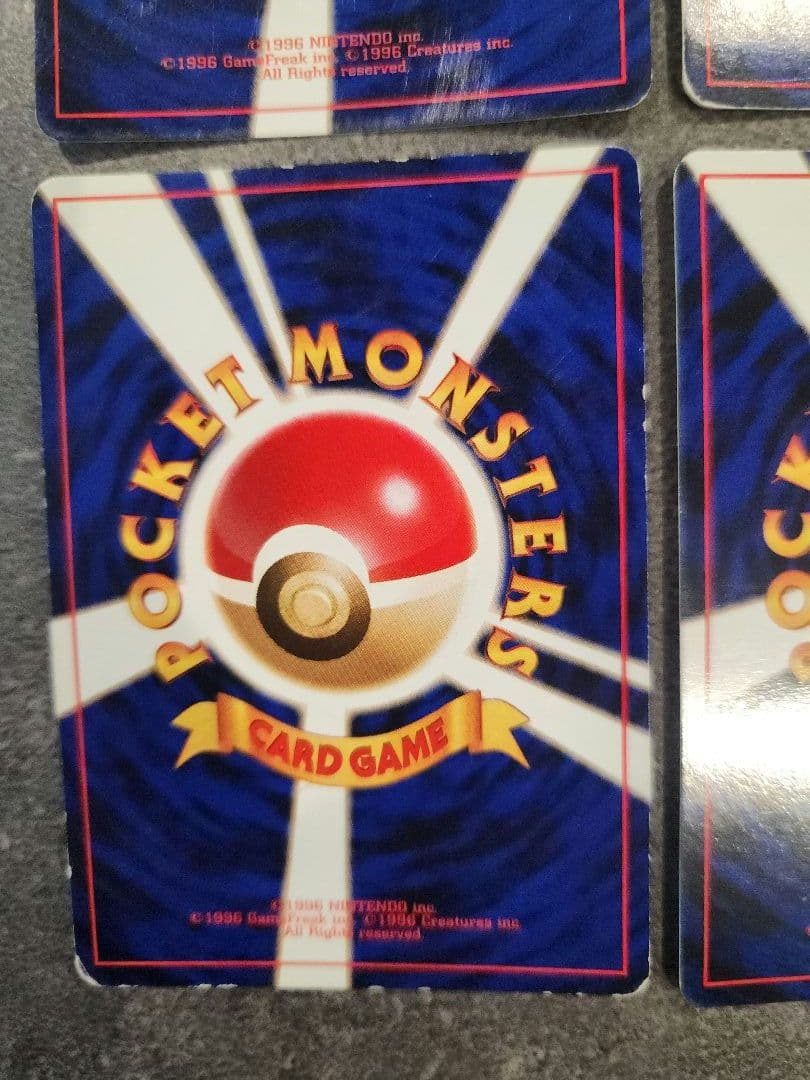 ©1996 NINTENDO inc.
©1996 GameFreak inc. ©1996 Creatures inc.
All Rights reserved.
POCKET MONSTERS
CARD GAME
©1996 NINTENDO inc.
©1996 GameFreak inc. ©1996 Creatures inc.
All Rights reserved.
POCK